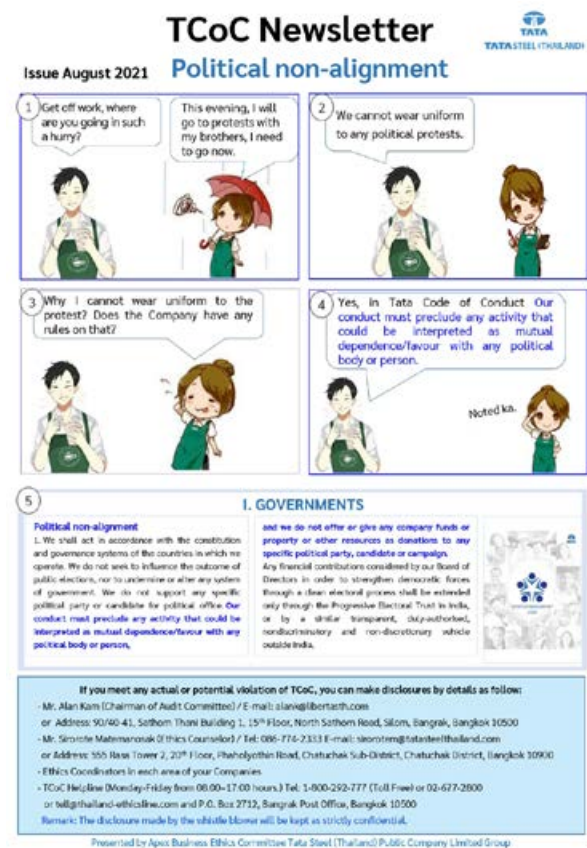 TCoC Newsletter
TATA
TATA STEEL (THAILAND)
Issue August 2021
Political non-alignment
1
Get off work, where
are you going in such
a hurry?
This evening, I will
go to protests with
my brothers, I need
to go now.
2
We cannot wear uniform
to any political protests.
3
Why I cannot wear uniform to the
protest? Does the Company have any
rules on that?
4
Yes, in Tata Code of Conduct Our
conduct must preclude any activity that
could be interpreted as mutual
dependence/favour with any political
body or person.
Noted ka.
5
I. GOVERNMENTS
Political non-alignment
1. We shall act in accordance with the constitution
and governance systems of the countries in which we
operate. We do not seek to influence the outcome of
public elections, nor to undermine or alter any system
of government. We do not support any specific
political party or candidate for political office. Our
conduct must preclude any activity that could be
interpreted as mutual dependence/favour with any
political body or person,
and we do not offer or give any company funds or
property or other resources as donations to any
specific political party, candidate or campaign.
Any financial contributions considered by our Board of
Directors in order to strengthen democratic forces
through a clean electoral process shall be extended
only through the Progressive Electoral Trust in India,
or by a similar transparent, duly-authorised,
nondiscriminatory and non-discretionary vehicle
outside India.
If you meet any actual or potential violation of TCoC, you can make disclosures by details as follow:
- Mr. Alan Kam (Chairman of Audit Committee) / E-mail: alank@libertasth.com
or Address: 90/40-41, Sathorn Thani Building 1, 15th Floor, North Sathorn Road, Silom, Bangrak, Bangkok 10500
- Mr. Sirorote Matemanosak (Ethics Counselor) / Tel: 086-774-2333 E-mail: sirorotem@tatasteelthailand.com
or Address: 555 Rasa Tower 2, 20th Floor, Phaholyothin Road, Chatuchak Sub-District, Chatuchak District, Bangkok 10900
- Ethics Coordinators in each area of your Companies
- TCoC Helpline (Monday-Friday from 08.00-17:00 hours.) Tel: 1-800-292-777 (Toll Free) or 02-677-2800
or tell@thailand-ethicsline.com and P.O. Box 2712, Bangrak Post Office, Bangkok 10500
Remark: The disclosure made by the whistle blower will be kept as strictly confidential.
Presented by Apex Business Ethics Committee Tata Steel (Thailand) Public Company Limited Group